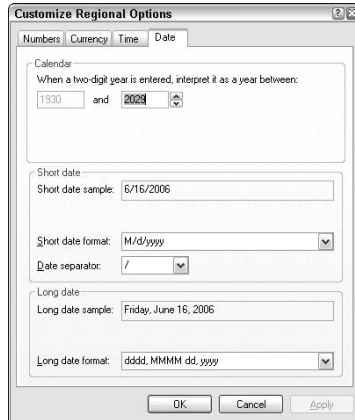 Customize Regional Options
Numbers Currency Time Date
Calendar
When a two-digit year is entered, interpret it as a year between:
1930 and 2029
Short date
Short date sample: 6/16/2006
Short date format: M/d/yyyy
Date separator: /
Long date
Long date sample: Friday, June 16, 2006
Long date format: dddd, MMMM dd, yyyy
OK Cancel Apply